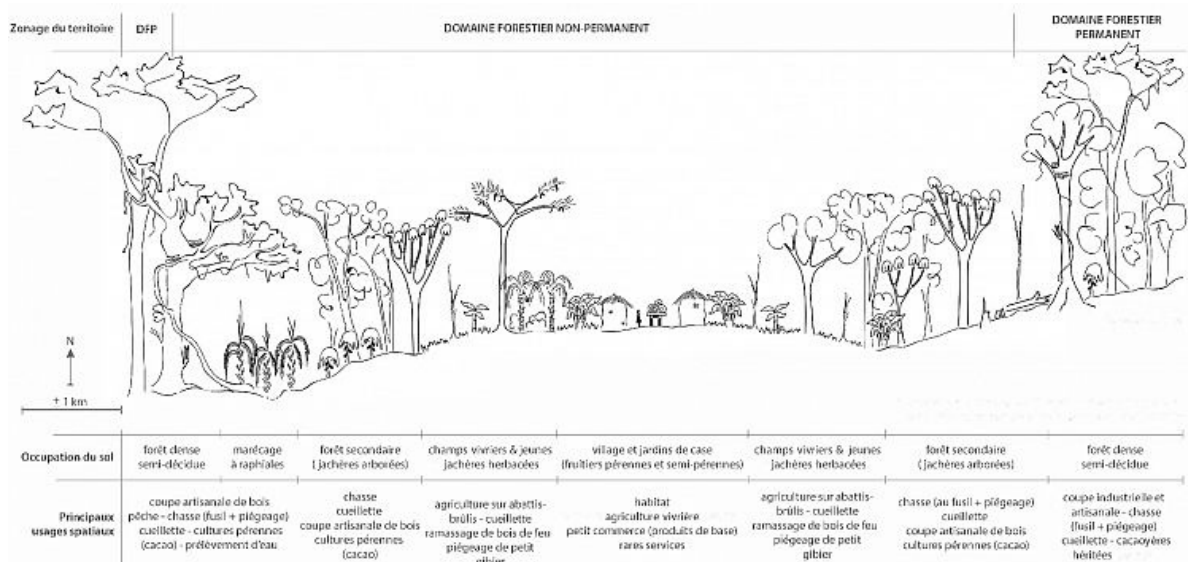 Zonage du territoire
DFP
DOMAINE FORESTIER NON-PERMANENT
DOMAINE FORESTIER
PERMANENT
N
± 1 km
Occupation du sol
forêt dense
semi-décidue
marécage
à raphiales
forêt secondaire
(jachères arborées)
champs vivriers & jeunes
jachères herbacées
village et jardins de case
(fruitiers pérennes et semi-pérennes)
champs vivriers & jeunes
jachères herbacées
forêt secondaire
(jachères arborées)
forêt dense
semi-décidue
Principaux
usages spatiaux
coupe artisanale de bois
pêche - chasse (fusil + piégeage)
cueillette - cultures pérennes
(cacao) - prélèvement d'eau
chasse
cueillette
coupe artisanale de bois
cultures pérennes
(cacao)
agriculture sur abattis-
brûlis - cueillette
ramassage de bois de feu
piégeage de petit
gibier
habitat
agriculture vivrière
petit commerce (produits de base)
rares services
agriculture sur abattis-
brûlis - cueillette
ramassage de bois de feu
piégeage de petit
gibier
chasse (au fusil + piégeage)
cueillette
coupe artisanale de bois
cultures pérennes (cacao)
coupe industrielle et
artisanale - chasse
(fusil + piégeage)
cueillette - cacaoyères
héritées